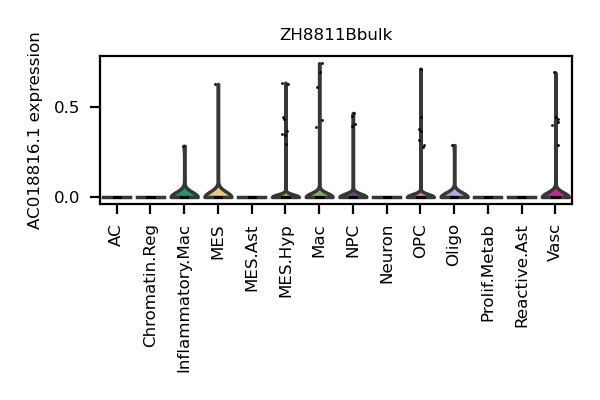 ZH8811Bbulk
AC018816.1 expression
0.5
0.0
AC
Chromatin.Reg
Inflammatory.Mac
MES
MES.Ast
MES.Hyp
Mac
NPC
Neuron
OPC
Oligo
Prolif.Metab
Reactive.Ast
Vasc